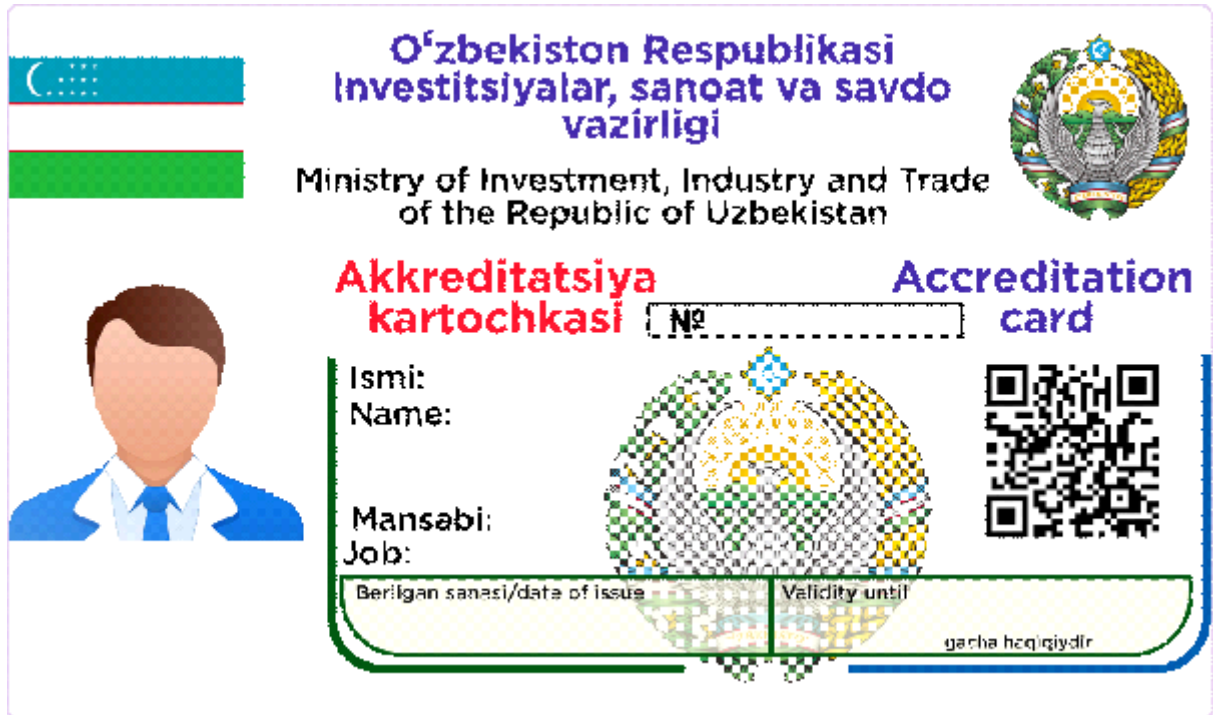 O‘zbekiston Respublikasi
Investitsiyalar, sanoat va savdo
vazirligi
Ministry of Investment, Industry and Trade
of the Republic of Uzbekistan
Akkreditatsiya
kartochkasi
№
Accreditation
card
Ismi:
Name:
Mansabi:
Job:
Berilgan sanasi/date of issue
Validity until
gacha haqiqiydir